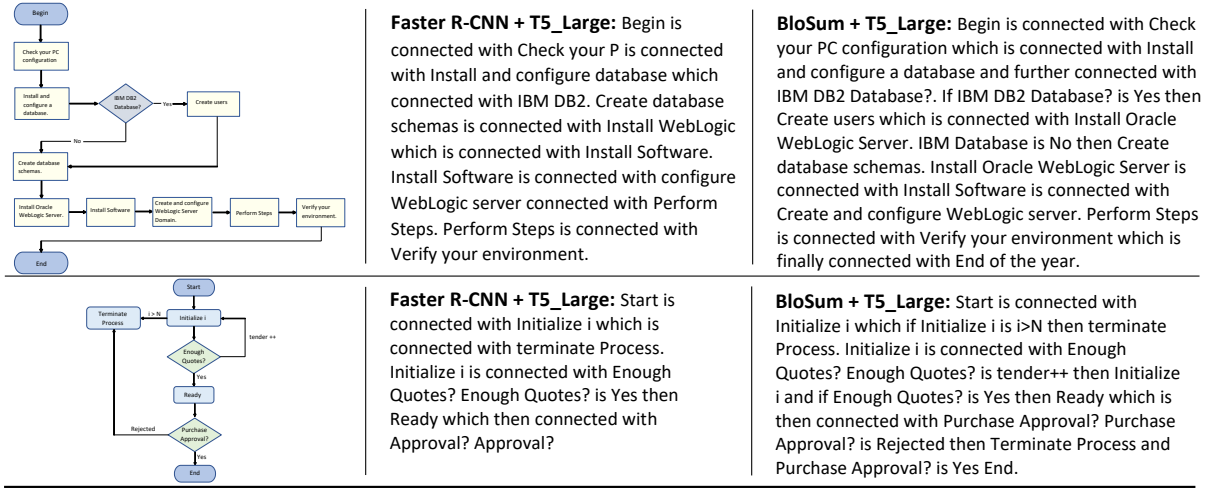 Begin
Check your PC
configuration
Install and
configure a
database.
IBM DB2
Database?
Yes
Create users
No
Create database
schemas.
Install Oracle
WebLogic Server.
Install Software
Create and configure
WebLogic Server
Domain.
Perform Steps
Verify your
environment.
End
Faster R-CNN + T5_Large: Begin is
connected with Check your P is connected
with Install and configure database which
connected with IBM DB2. Create database
schemas is connected with Install WebLogic
which is connected with Install Software.
Install Software is connected with configure
WebLogic server connected with Perform
Steps. Perform Steps is connected with
Verify your environment.
BloSum + T5_Large: Begin is connected with Check
your PC configuration which is connected with Install
and configure a database and further connected with
IBM DB2 Database?. If IBM DB2 Database? is Yes then
Create users which is connected with Install Oracle
WebLogic Server. IBM Database is No then Create
database schemas. Install Oracle WebLogic Server is
connected with Install Software is connected with
Create and configure WebLogic server. Perform Steps
is connected with Verify your environment which is
finally connected with End of the year.
Start
Terminate
Process
i > N
Initialize i
tender ++
Enough
Quotes?
Yes
Ready
Rejected
Purchase
Approval?
Yes
End
Faster R-CNN + T5_Large: Start is
connected with Initialize i which is
connected with terminate Process.
Initialize i is connected with Enough
Quotes? Enough Quotes? is Yes then
Ready which then connected with
Approval? Approval?
BloSum + T5_Large: Start is connected with
Initialize i which if Initialize i is i>N then terminate
Process. Initialize i is connected with Enough
Quotes? Enough Quotes? is tender++ then Initialize
i and if Enough Quotes? is Yes then Ready which is
then connected with Purchase Approval? Purchase
Approval? is Rejected then Terminate Process and
Purchase Approval? is Yes End.